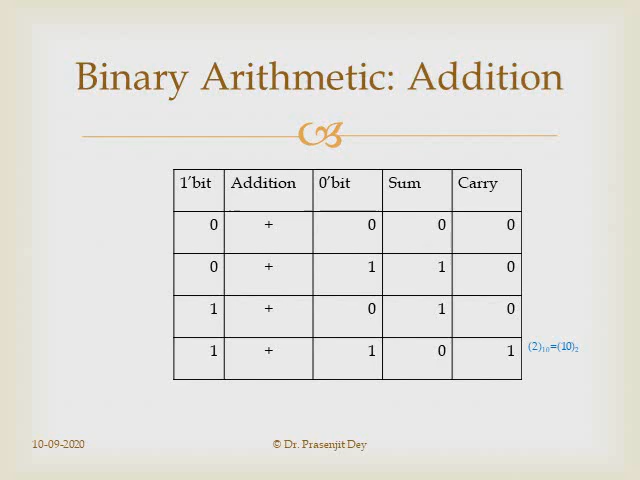 Binary Arithmetic: Addition
1′bit Addition 0′bit Sum Carry
0 + 0 0 0
0 + 1 1 0
1 + 0 1 0
1 + 1 0 1 (2)₁₀=(10)₂
10-09-2020 © Dr. Prasenjit Dey